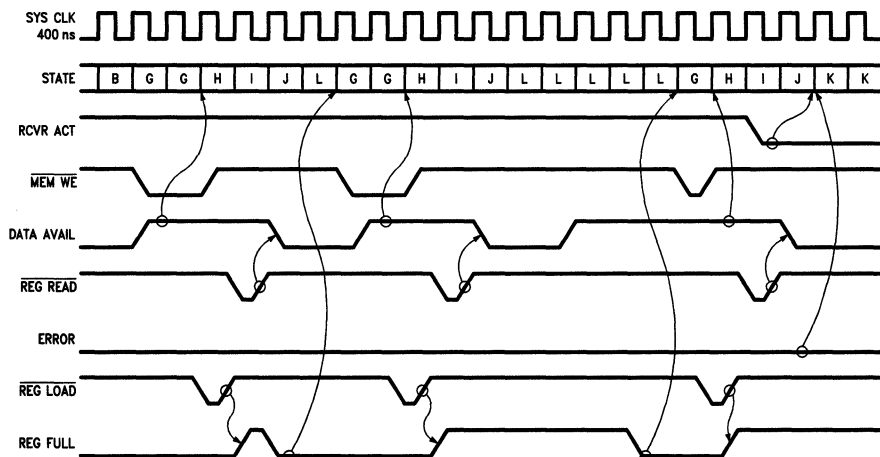 SYS CLK
400 ns
STATE B G G H I J L G G H I J L L L L L G H I J K K
RCVR ACT
MEM WE
DATA AVAIL
REG READ
ERROR
REG LOAD
REG FULL